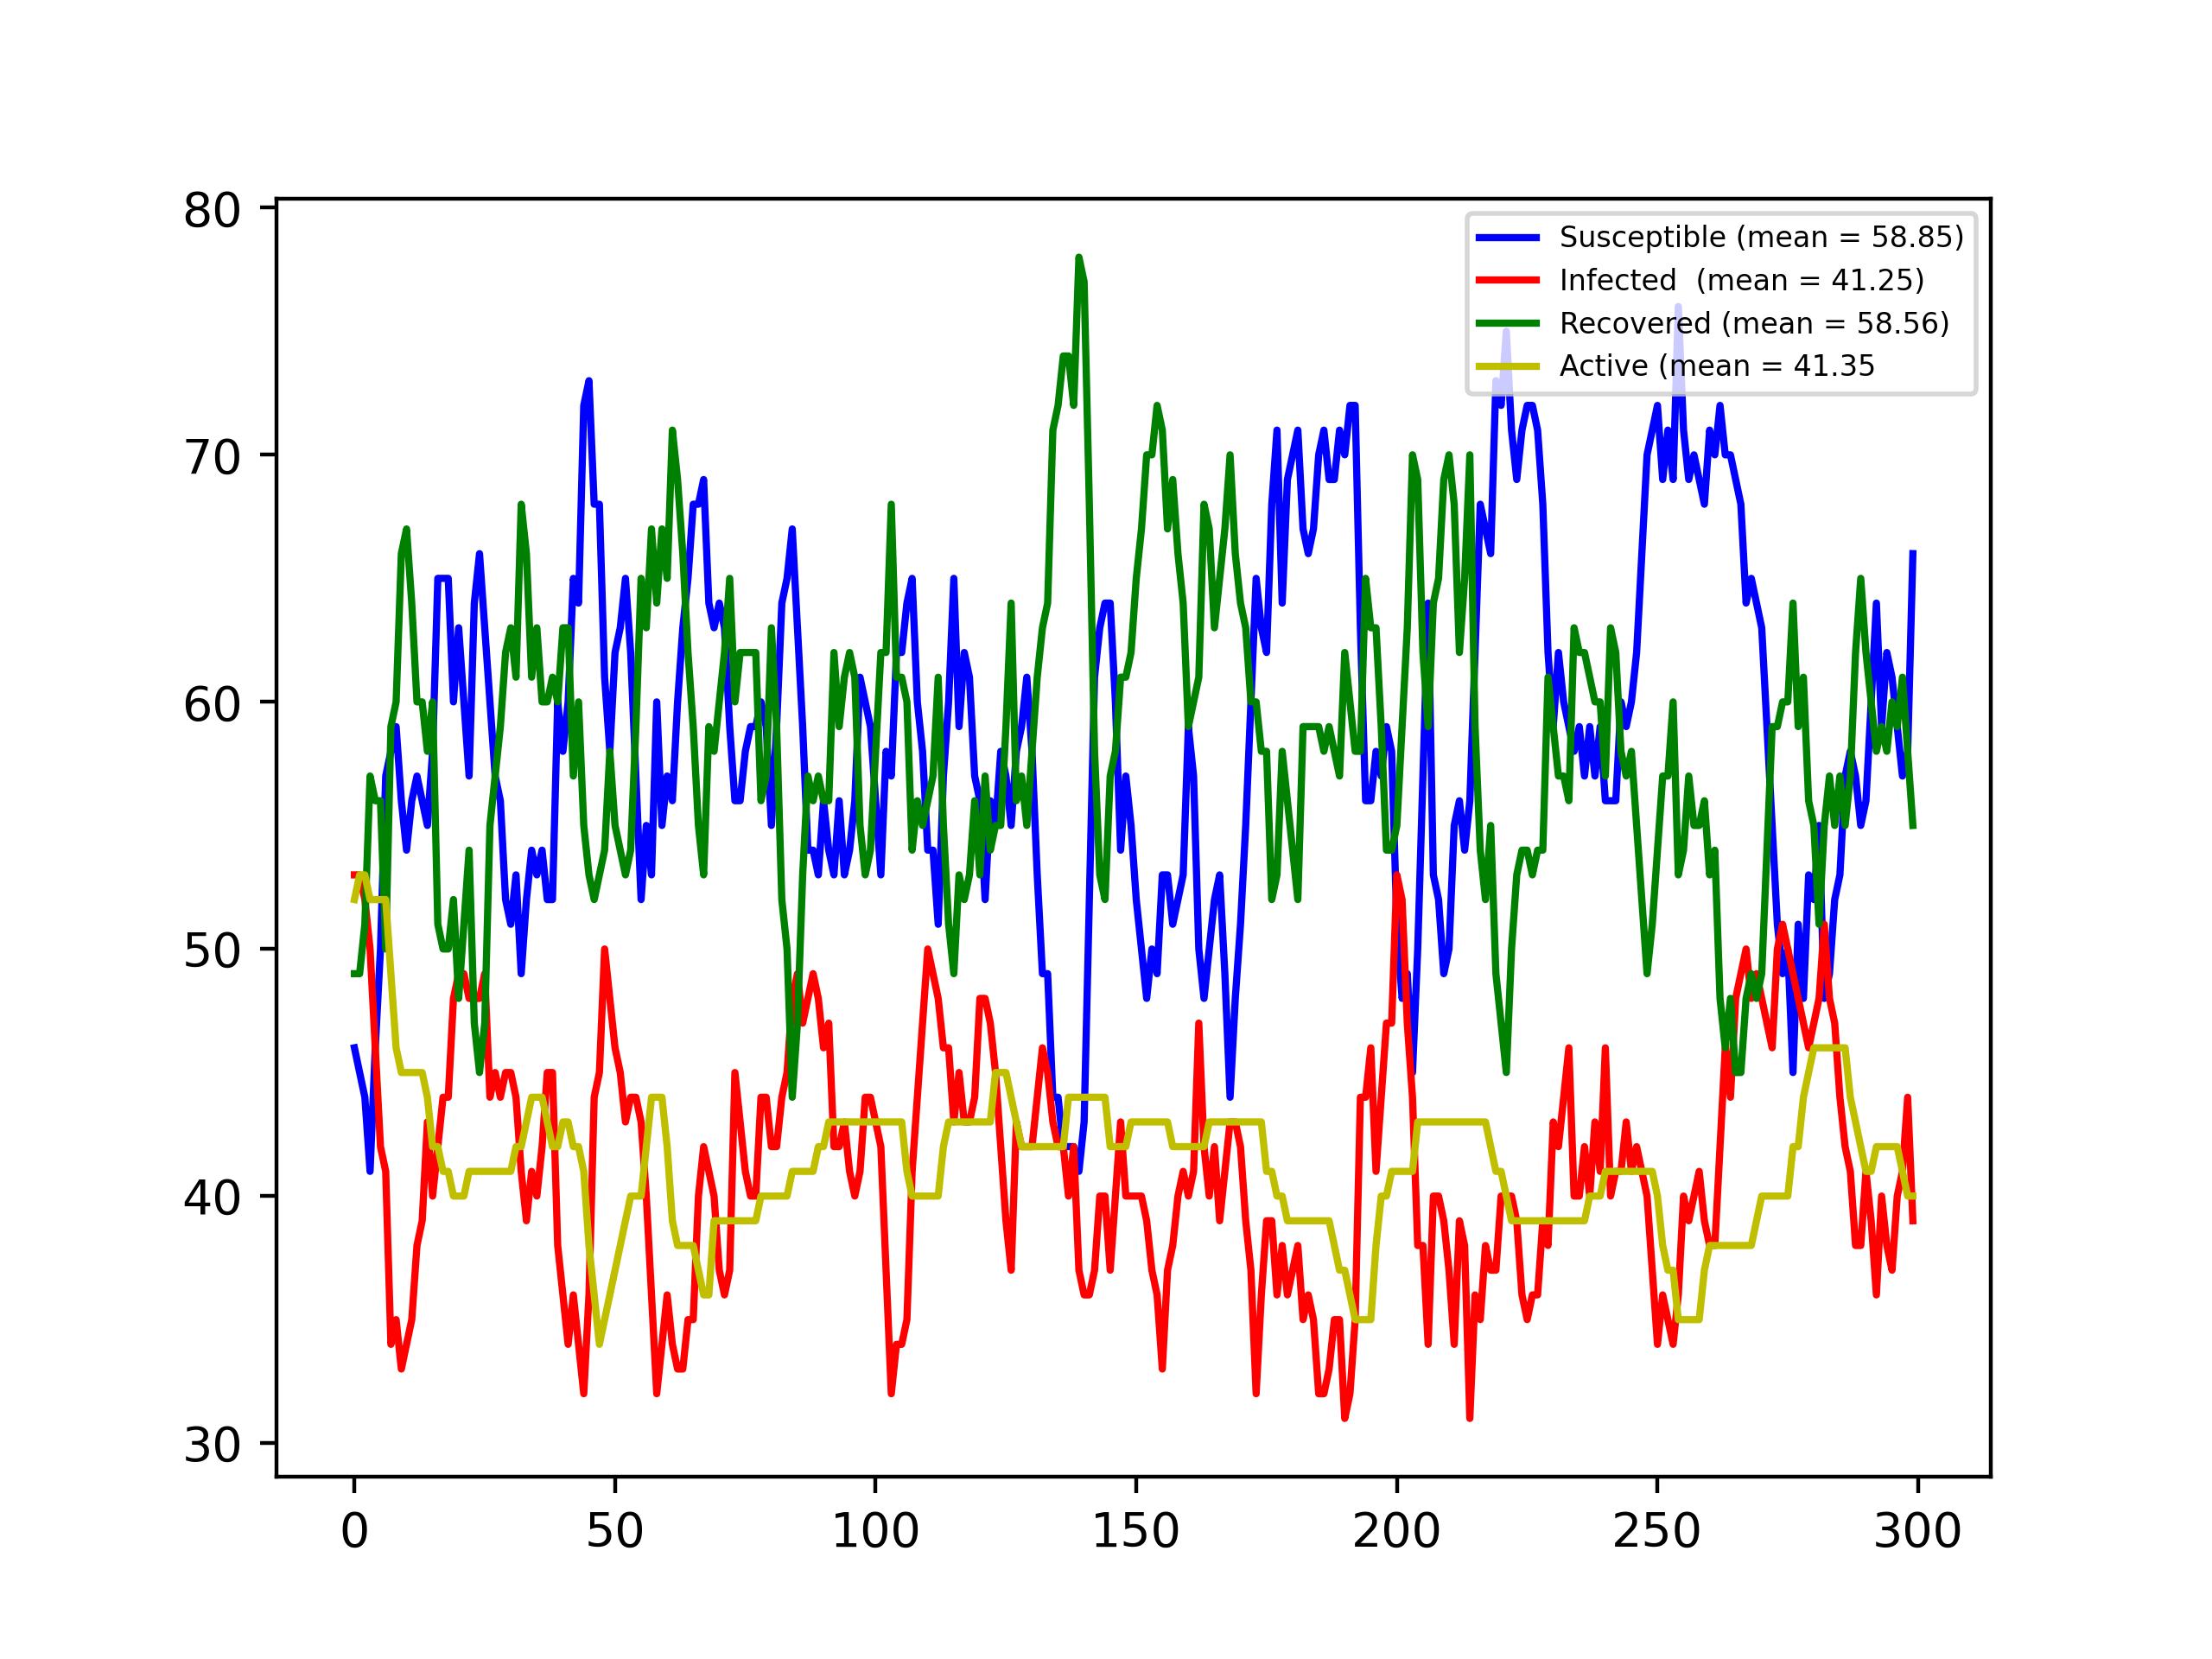 80
70
60
50
40
30
0 50 100 150 200 250 300
Susceptible (mean = 58.85)
Infected  (mean = 41.25)
Recovered (mean = 58.56)
Active (mean = 41.35